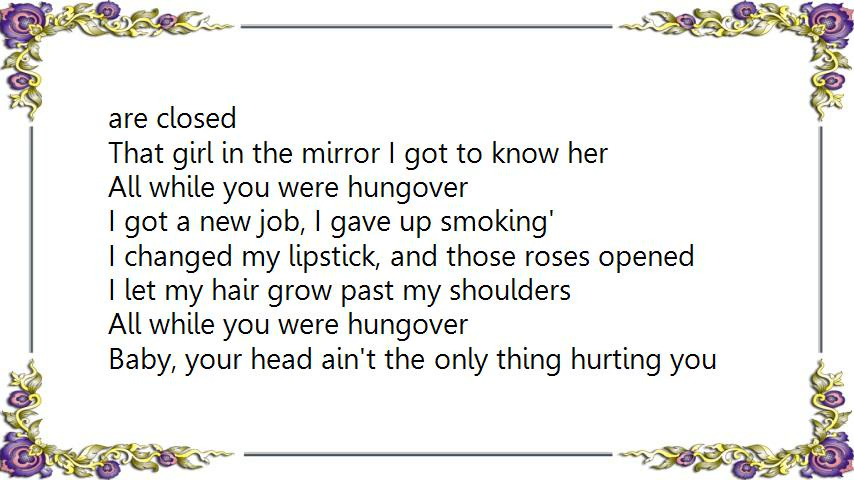 are closed
That girl in the mirror I got to know her
All while you were hungover
I got a new job, I gave up smoking'
I changed my lipstick, and those roses opened
I let my hair grow past my shoulders
All while you were hungover
Baby, your head ain't the only thing hurting you